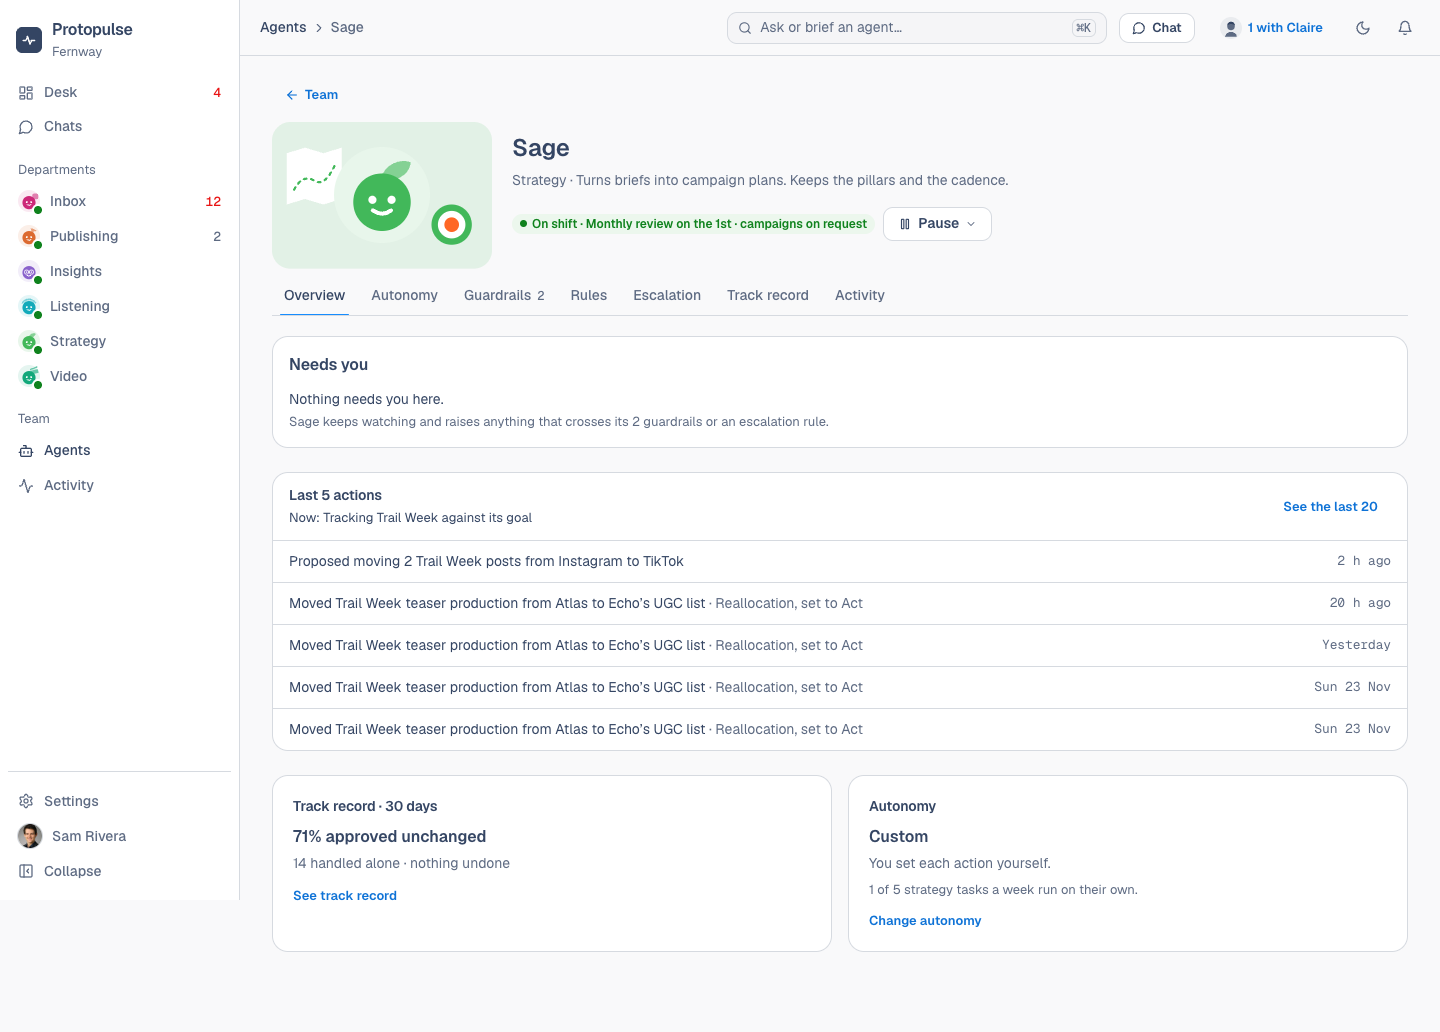 Protopulse
Fernway
Desk 4
Chats
Departments
Inbox 12
Publishing 2
Insights
Listening
Strategy
Video
Team
Agents
Activity
Settings
Sam Rivera
Collapse
Agents Sage
Ask or brief an agent... ⌘K
Chat
1 with Claire
Team
Sage
Strategy · Turns briefs into campaign plans. Keeps the pillars and the cadence.
On shift · Monthly review on the 1st · campaigns on request
Pause
Overview Autonomy Guardrails 2 Rules Escalation Track record Activity
Needs you
Nothing needs you here.
Sage keeps watching and raises anything that crosses its 2 guardrails or an escalation rule.
Last 5 actions
Now: Tracking Trail Week against its goal
See the last 20
Proposed moving 2 Trail Week posts from Instagram to TikTok 2 h ago
Moved Trail Week teaser production from Atlas to Echo’s UGC list · Reallocation, set to Act 20 h ago
Moved Trail Week teaser production from Atlas to Echo’s UGC list · Reallocation, set to Act Yesterday
Moved Trail Week teaser production from Atlas to Echo’s UGC list · Reallocation, set to Act Sun 23 Nov
Moved Trail Week teaser production from Atlas to Echo’s UGC list · Reallocation, set to Act Sun 23 Nov
Track record · 30 days
71% approved unchanged
14 handled alone · nothing undone
See track record
Autonomy
Custom
You set each action yourself.
1 of 5 strategy tasks a week run on their own.
Change autonomy